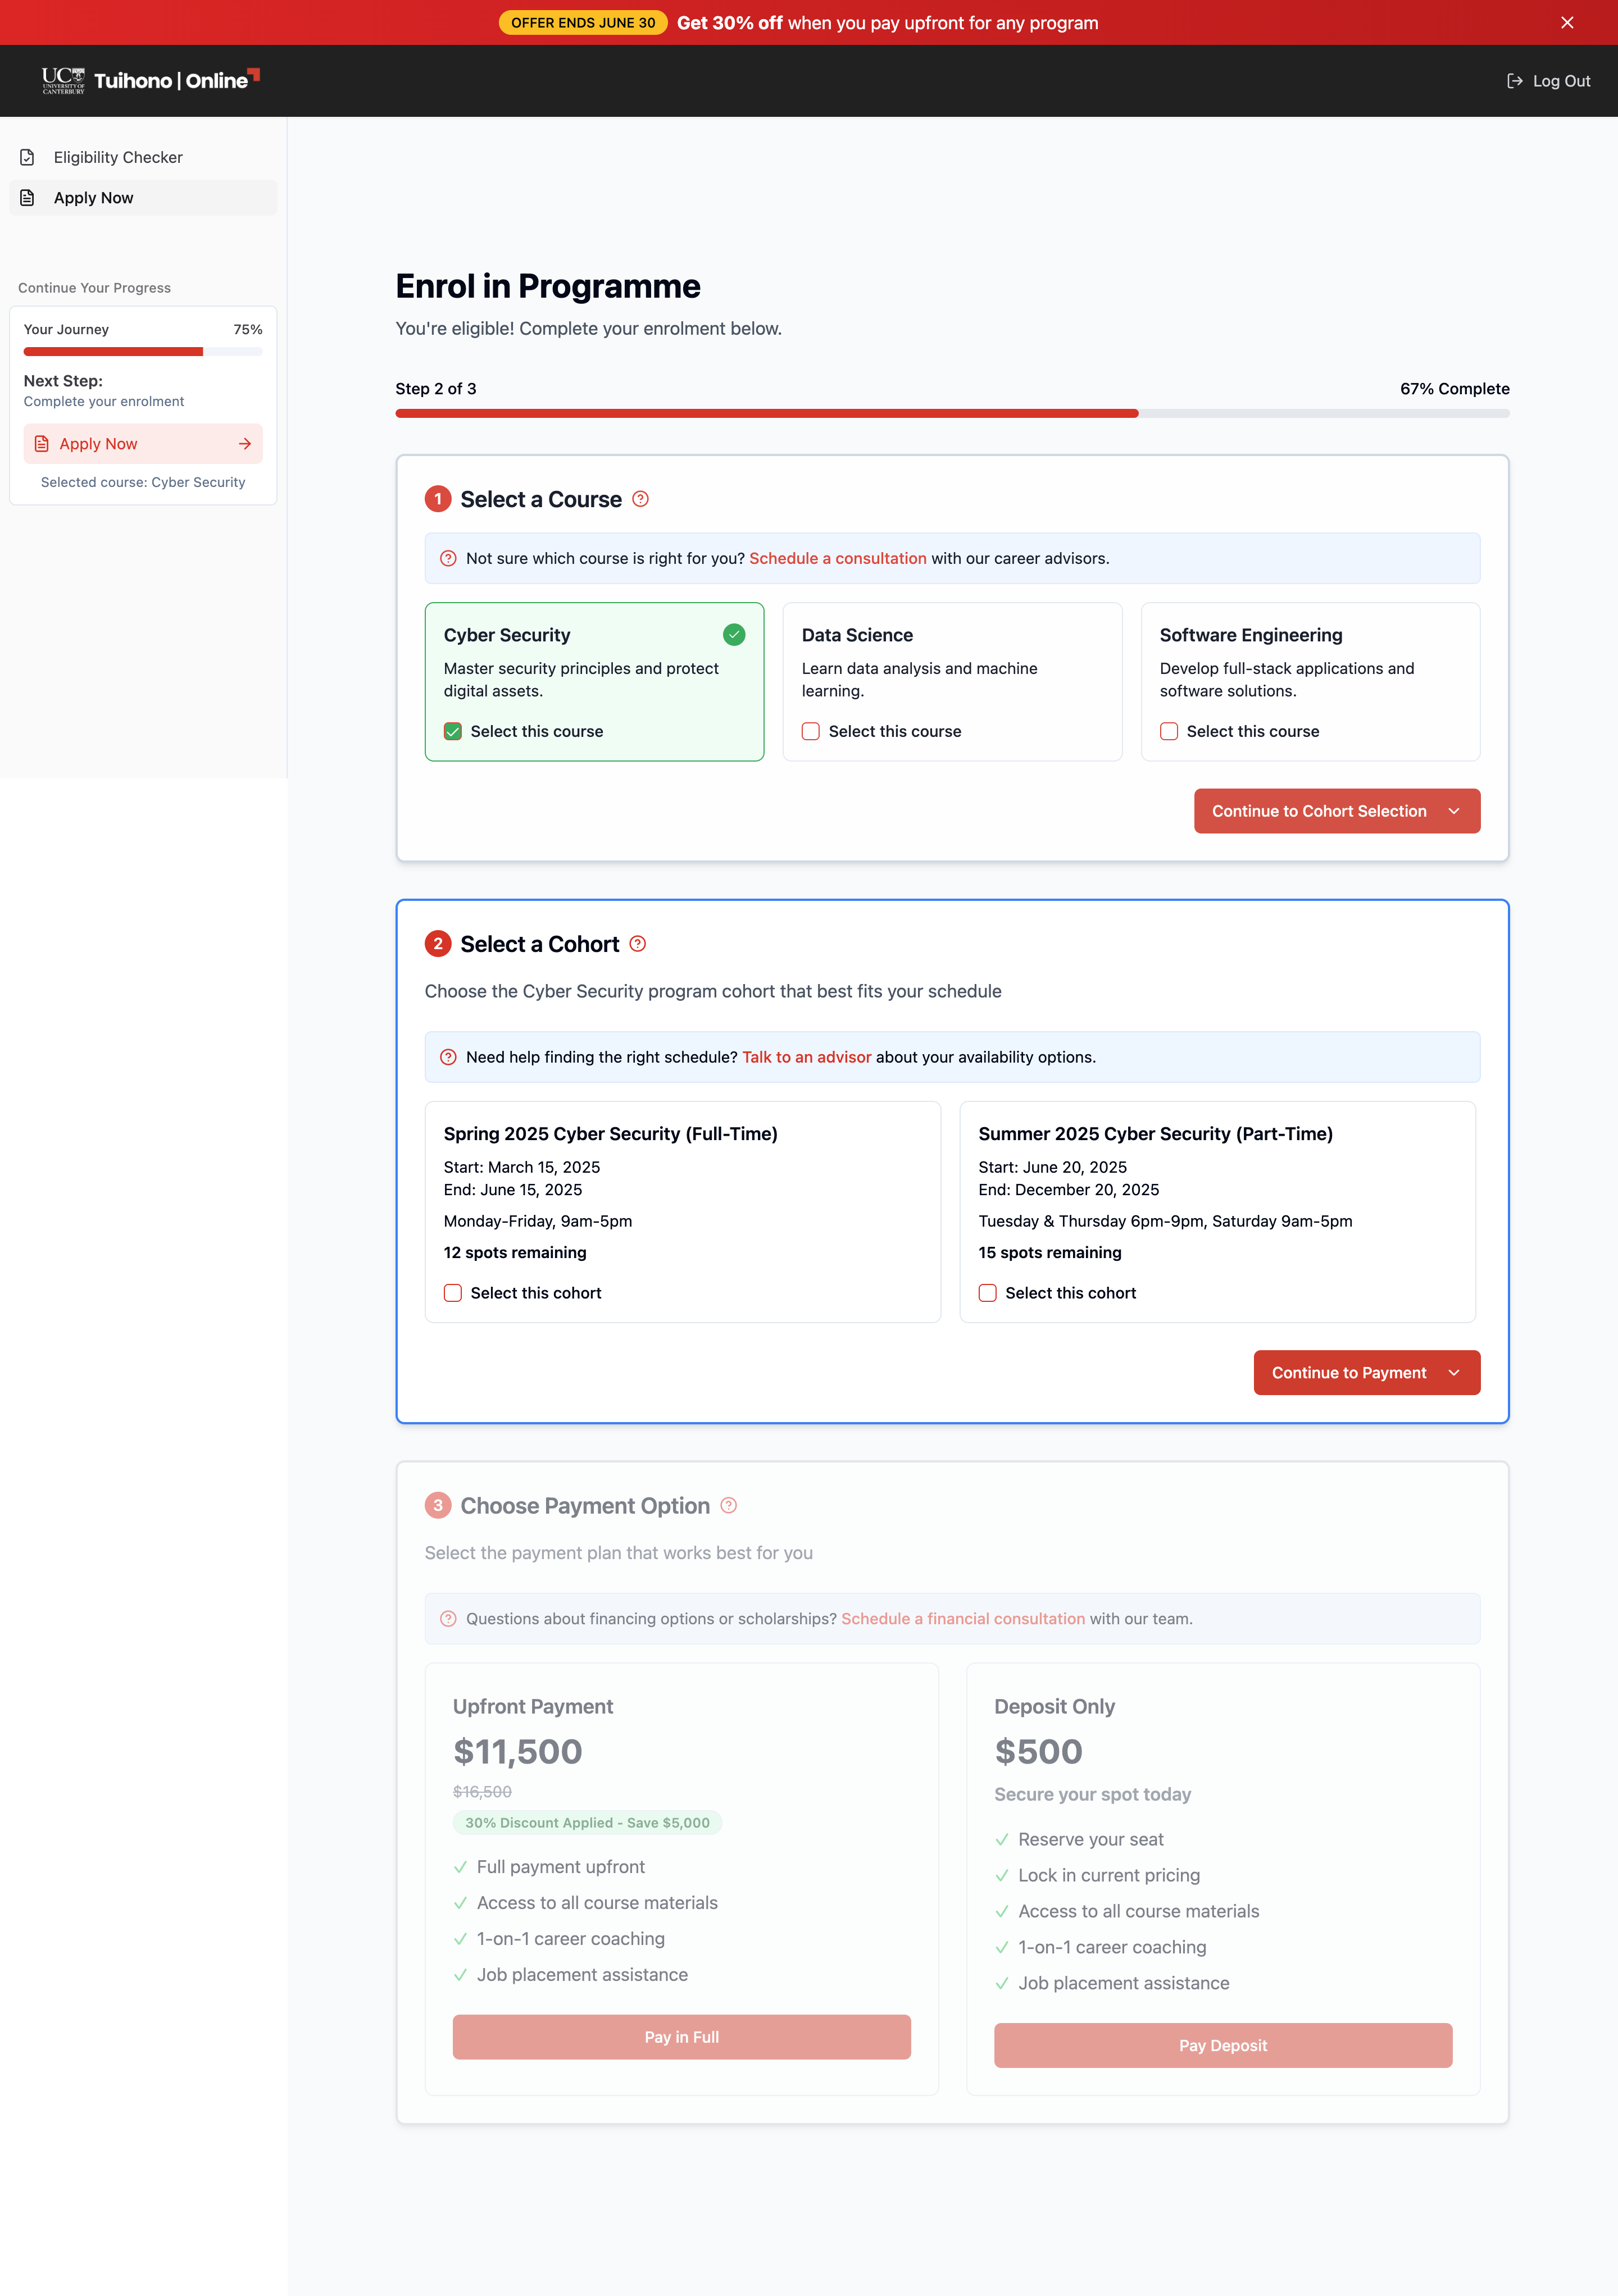 OFFER ENDS JUNE 30 Get 30% off when you pay upfront for any program
UC UNIVERSITY OF CANTERBURY Tuihono | Online
Log Out
Eligibility Checker
Apply Now
Continue Your Progress
Your Journey 75%
Next Step:
Complete your enrolment
Apply Now
Selected course: Cyber Security
Enrol in Programme
You're eligible! Complete your enrolment below.
Step 2 of 3 67% Complete
1 Select a Course ?
? Not sure which course is right for you? Schedule a consultation with our career advisors.
Cyber Security
Master security principles and protect
digital assets.
Select this course
Data Science
Learn data analysis and machine
learning.
Select this course
Software Engineering
Develop full-stack applications and
software solutions.
Select this course
Continue to Cohort Selection
2 Select a Cohort ?
Choose the Cyber Security program cohort that best fits your schedule
? Need help finding the right schedule? Talk to an advisor about your availability options.
Spring 2025 Cyber Security (Full-Time)
Start: March 15, 2025
End: June 15, 2025
Monday-Friday, 9am-5pm
12 spots remaining
Select this cohort
Summer 2025 Cyber Security (Part-Time)
Start: June 20, 2025
End: December 20, 2025
Tuesday & Thursday 6pm-9pm, Saturday 9am-5pm
15 spots remaining
Select this cohort
Continue to Payment
3 Choose Payment Option ?
Select the payment plan that works best for you
? Questions about financing options or scholarships? Schedule a financial consultation with our team.
Upfront Payment
$11,500
$16,500
30% Discount Applied - Save $5,000
Full payment upfront
Access to all course materials
1-on-1 career coaching
Job placement assistance
Pay in Full
Deposit Only
$500
Secure your spot today
Reserve your seat
Lock in current pricing
Access to all course materials
1-on-1 career coaching
Job placement assistance
Pay Deposit